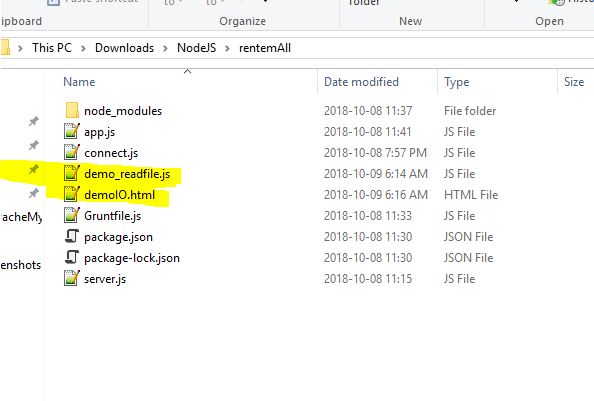 Paste shortcut
to to
folder
History
lipboard Organize New Open
This PC Downloads NodeJS rentemAll
Name Date modified Type Size
node_modules 2018-10-08 11:37 File folder
app.js 2018-10-08 11:41 JS File
connect.js 2018-10-08 7:57 PM JS File
demo_readfile.js 2018-10-09 6:14 AM JS File
demoIO.html 2018-10-09 6:16 AM HTML File
acheMy Gruntfile.js 2018-10-08 11:33 JS File
package.json 2018-10-08 11:30 JSON File
enshots package-lock.json 2018-10-08 11:30 JSON File
server.js 2018-10-08 11:15 JS File